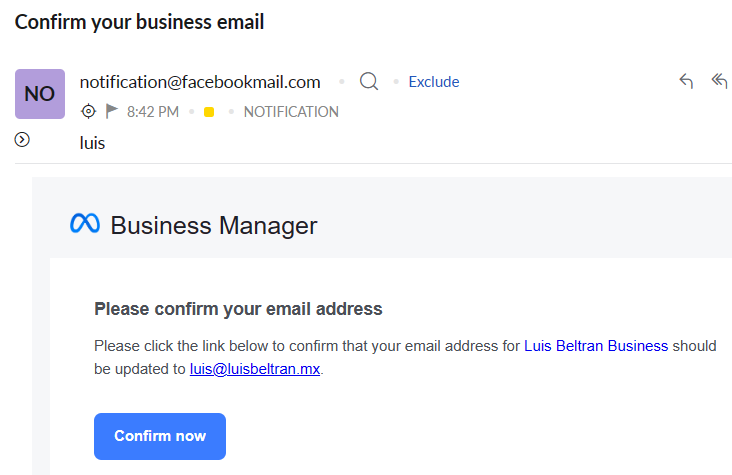 Confirm your business email
NO
notification@facebookmail.com
Exclude
8:42 PM
NOTIFICATION
luis
Business Manager
Please confirm your email address
Please click the link below to confirm that your email address for Luis Beltran Business should
be updated to luis@luisbeltran.mx.
Confirm now